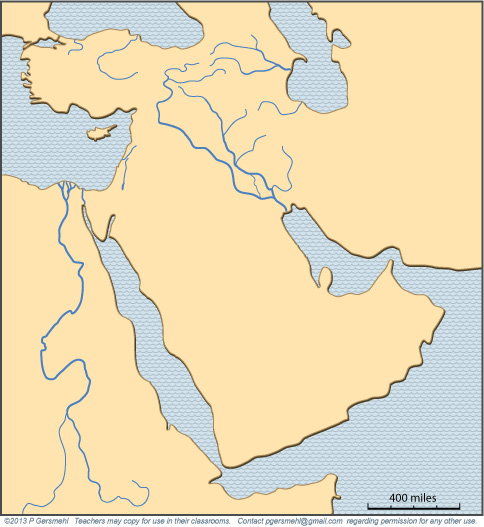 400 miles
©2013 P Gersmehl   Teachers may copy for use in their classrooms.   Contact pgersmehl@gmail.com  regarding permission for any other use.